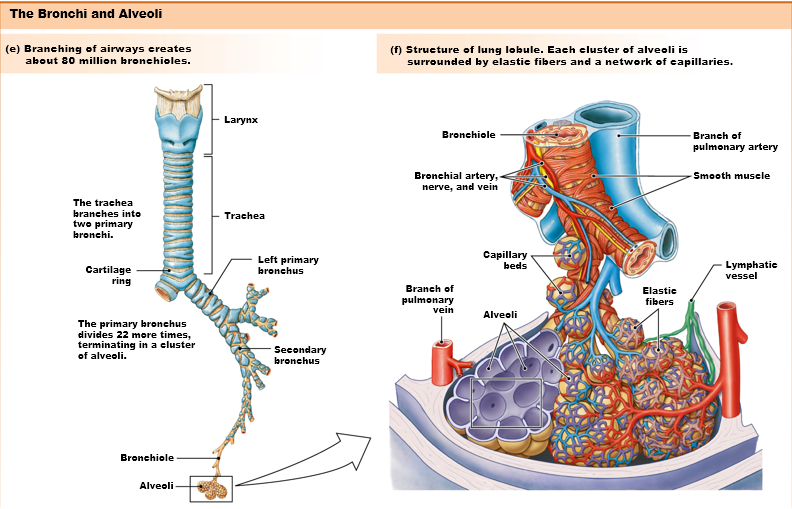 The Bronchi and Alveoli
(e) Branching of airways creates
about 80 million bronchioles.
Larynx
The trachea
branches into
two primary
bronchi.
Trachea
Cartilage
ring
Left primary
bronchus
The primary bronchus
divides 22 more times,
terminating in a cluster
of alveoli.
Secondary
bronchus
Bronchiole
Alveoli
(f) Structure of lung lobule. Each cluster of alveoli is
surrounded by elastic fibers and a network of capillaries.
Bronchiole
Branch of
pulmonary artery
Bronchial artery,
nerve, and vein
Smooth muscle
Capillary
beds
Lymphatic
vessel
Branch of
pulmonary
vein
Elastic
fibers
Alveoli